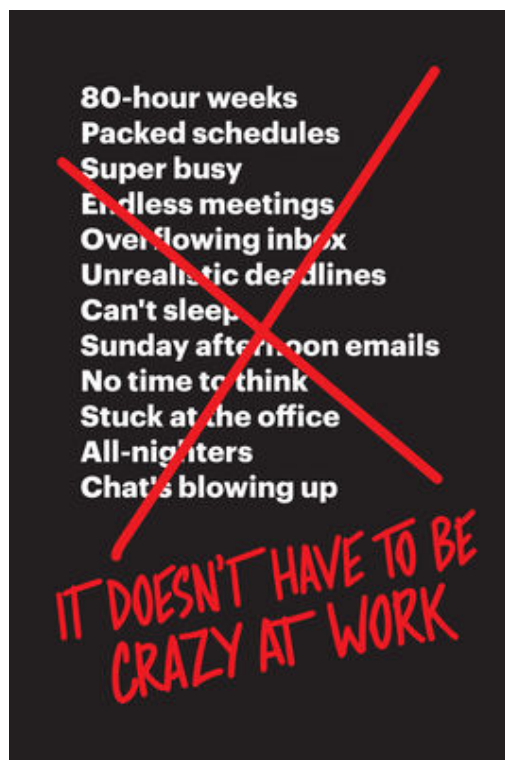 80-hour weeks
Packed schedules
Super busy
Endless meetings
Overflowing inbox
Unrealistic deadlines
Can't sleep
Sunday afternoon emails
No time to think
Stuck at the office
All-nighters
Chat's blowing up
IT DOESN'T HAVE TO BE
CRAZY AT WORK